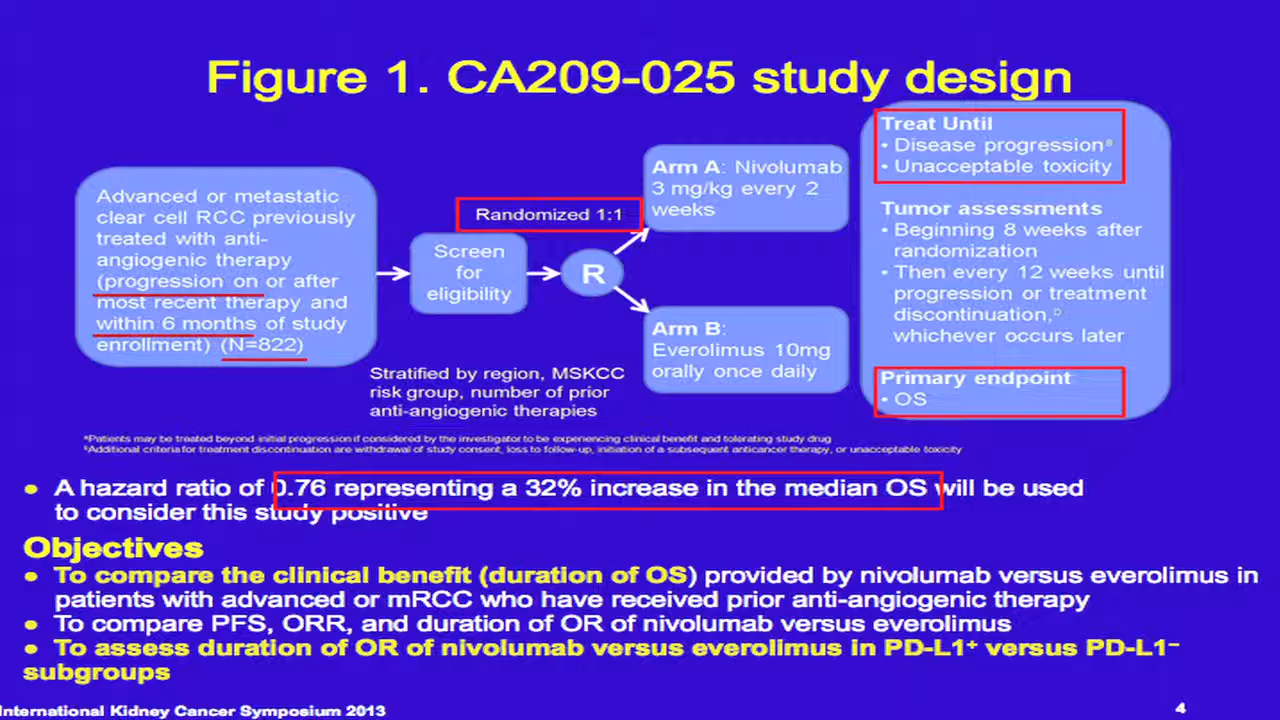 Figure 1. CA209-025 study design
Advanced or metastatic
clear cell RCC previously
treated with anti-
angiogenic therapy
(progression on or after
most recent therapy and
within 6 months of study
enrollment) (N=822)
Screen
for
eligibility
Randomized 1:1
R
Stratified by region, MSKCC
risk group, number of prior
anti-angiogenic therapies
Arm A: Nivolumab
3 mg/kg every 2
weeks
Arm B:
Everolimus 10mg
orally once daily
Treat Until
• Disease progressionᵃ
• Unacceptable toxicity
Tumor assessments
• Beginning 8 weeks after
randomization
• Then every 12 weeks until
progression or treatment
discontinuation,ᵇ
whichever occurs later
Primary endpoint
• OS
ᵃPatients may be treated beyond initial progression if considered by the investigator to be experiencing clinical benefit and tolerating study drug
ᵇAdditional criteria for treatment discontinuation are withdrawal of study consent, loss to follow-up, initiation of a subsequent anticancer therapy, or unacceptable toxicity
• A hazard ratio of 0.76 representing a 32% increase in the median OS will be used
to consider this study positive
Objectives
• To compare the clinical benefit (duration of OS) provided by nivolumab versus everolimus in
patients with advanced or mRCC who have received prior anti-angiogenic therapy
• To compare PFS, ORR, and duration of OR of nivolumab versus everolimus
• To assess duration of OR of nivolumab versus everolimus in PD-L1⁺ versus PD-L1⁻
subgroups
International Kidney Cancer Symposium 2013
4